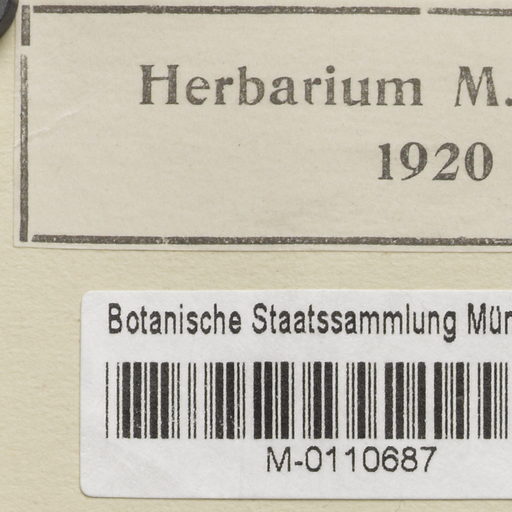 Herbarium M.
1920
Botanische Staatssammlung Mün
M-0110687